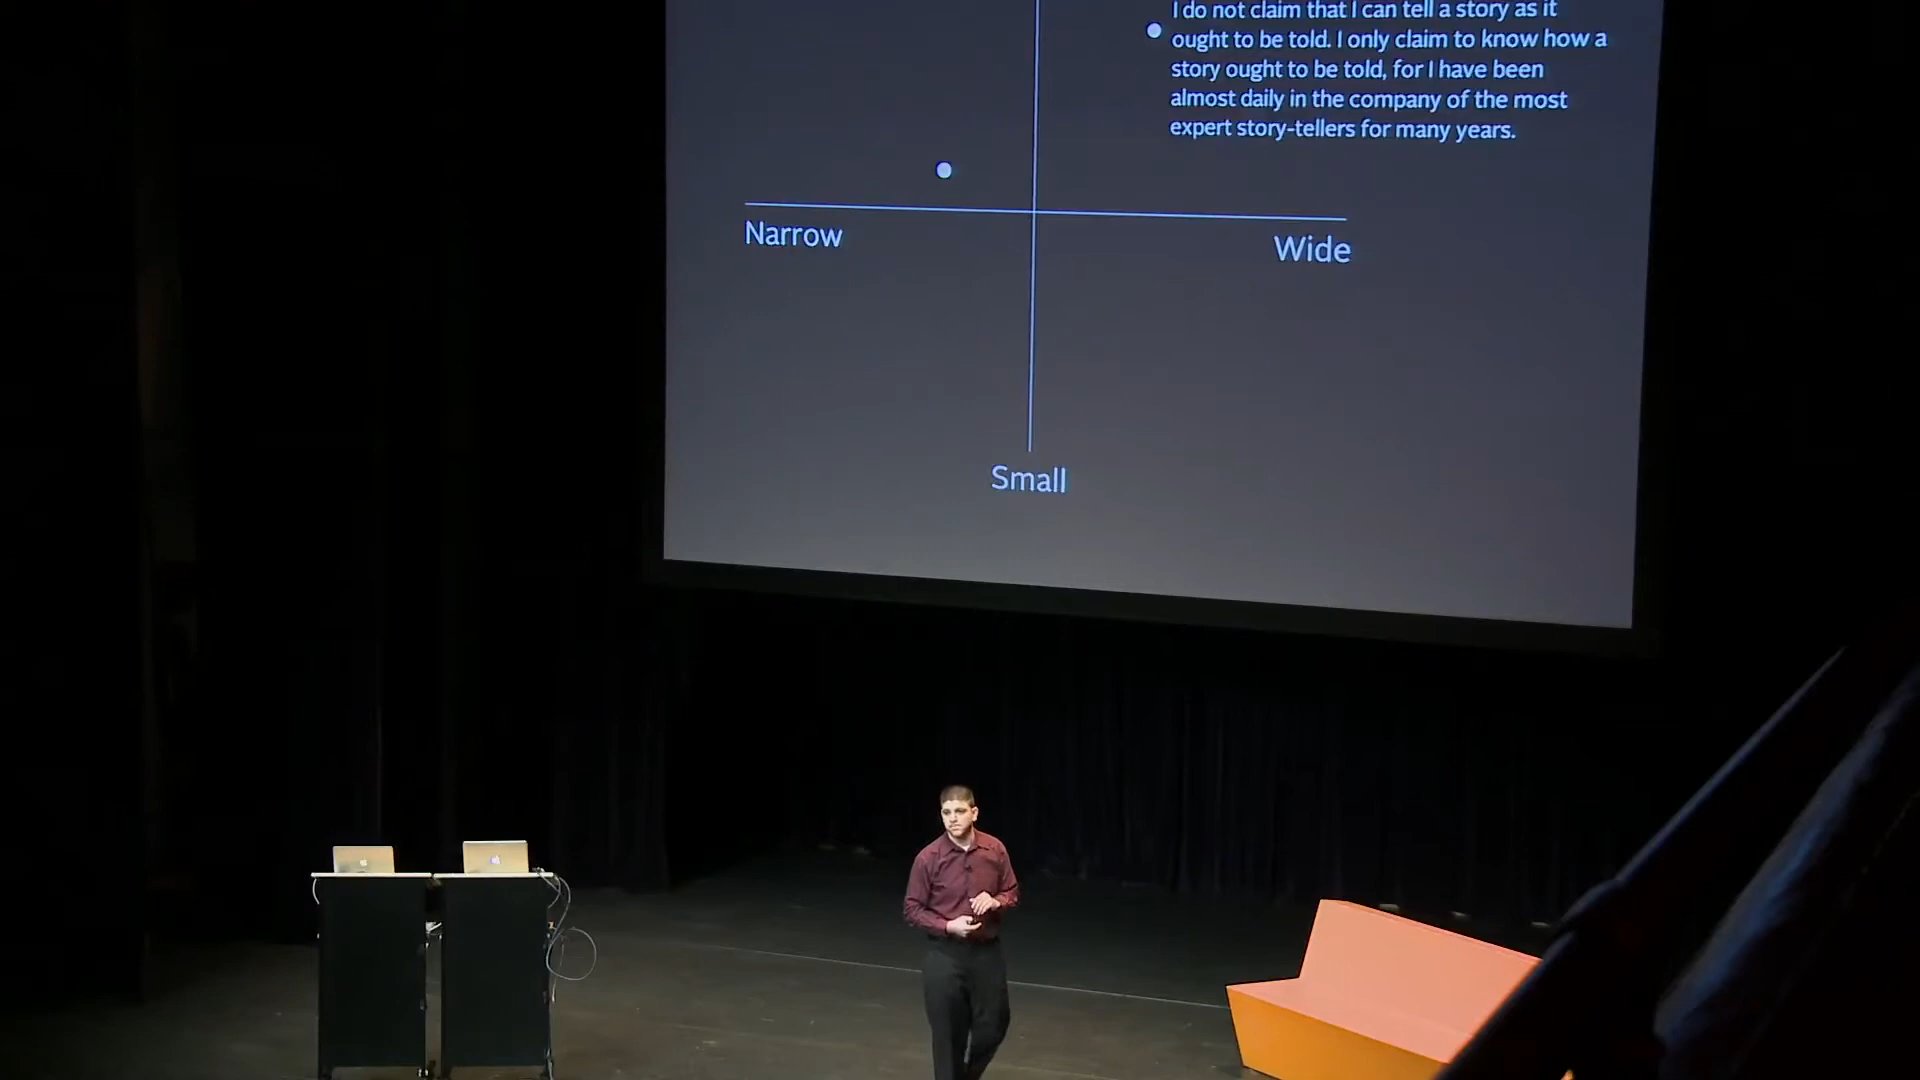 I do not claim that I can tell a story as it
ought to be told. I only claim to know how a
story ought to be told, for I have been
almost daily in the company of the most
expert story-tellers for many years.
Narrow
Wide
Small